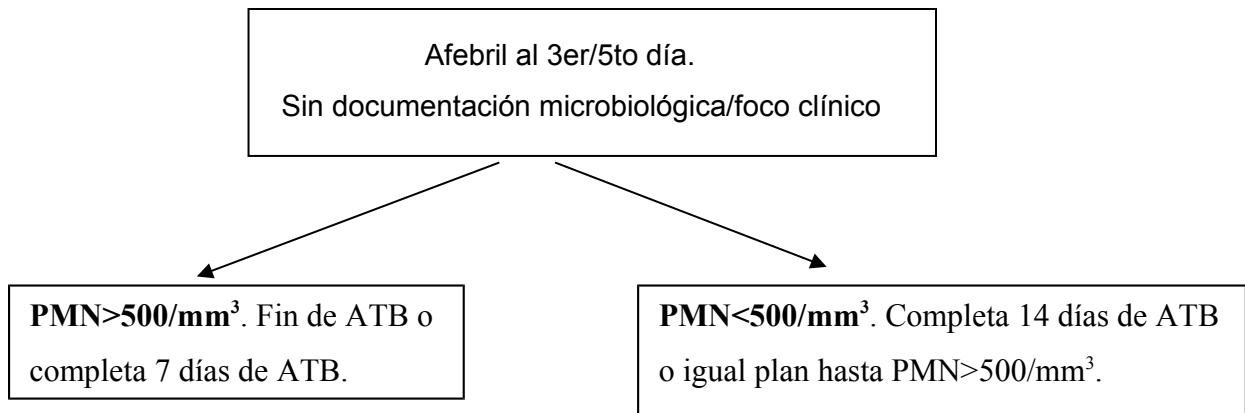 Afebril al 3er/5to día.
Sin documentación microbiológica/foco clínico
PMN>500/mm³. Fin de ATB o
completa 7 días de ATB.
PMN<500/mm³. Completa 14 días de ATB
o igual plan hasta PMN>500/mm³.